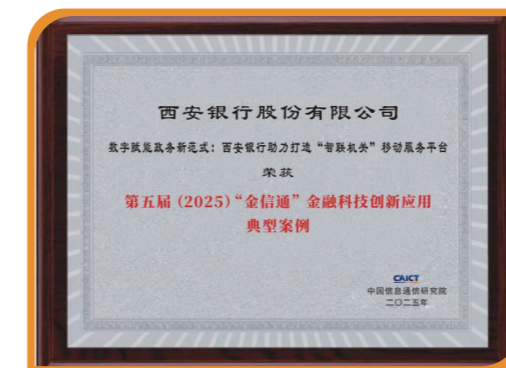 西安银行股份有限公司
数字赋能政务新范式：西安银行助力打造“智联机关”移动服务平台
荣获
第五届（2025）“金信通”金融科技创新应用
典型案例
CAICT
中国信息通信研究院
二〇二五年